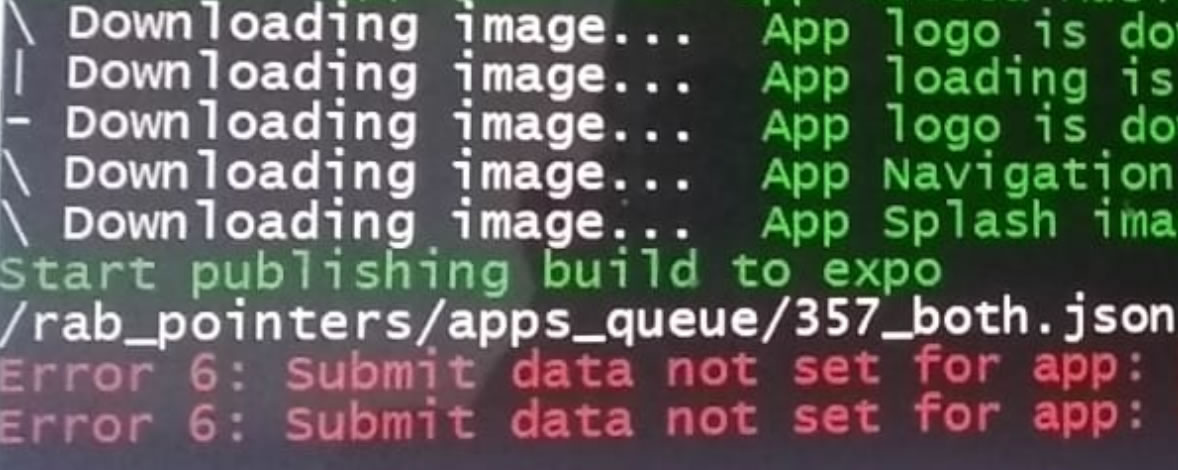 \ Downloading image... App logo is do
| Downloading image... App loading is
- Downloading image... App logo is do
\ Downloading image... App Navigation
\ Downloading image... App Splash ima
Start publishing build to expo
/rab_pointers/apps_queue/357_both.json
Error 6: Submit data not set for app:
Error 6: Submit data not set for app: